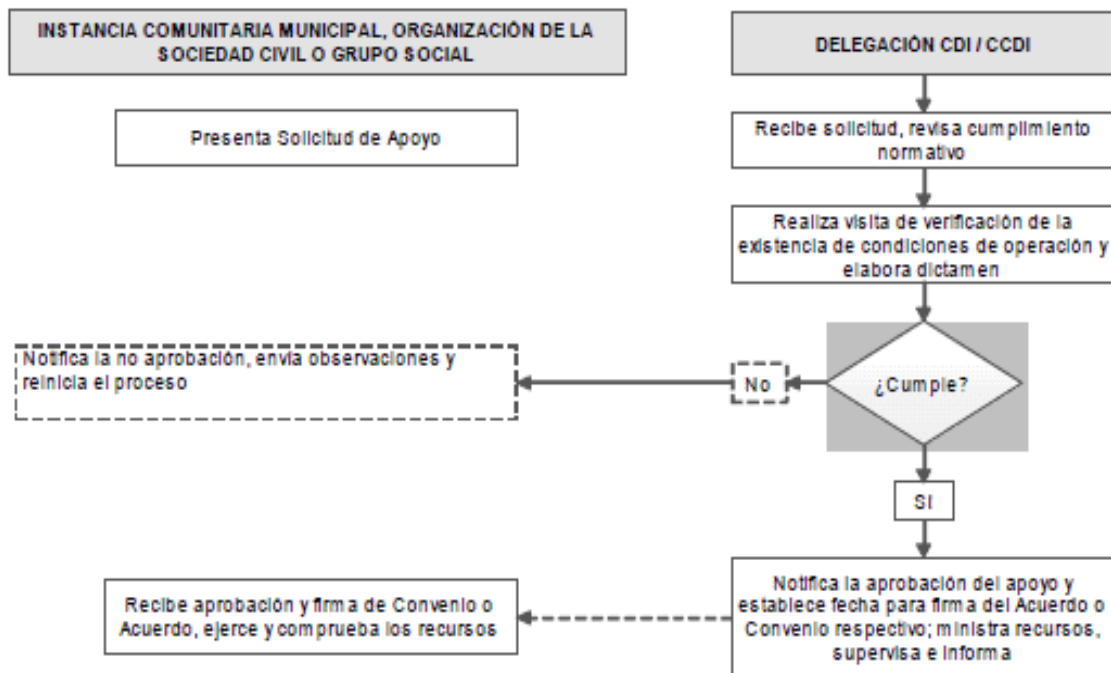 INSTANCIA COMUNITARIA MUNICIPAL, ORGANIZACIÓN DE LA
SOCIEDAD CIVIL O GRUPO SOCIAL
DELEGACIÓN CDI / CCDI
Presenta Solicitud de Apoyo
Recibe solicitud, revisa cumplimiento
normativo
Realiza visita de verificación de la
existencia de condiciones de operación y
elabora dictamen
Notifica la no aprobación, envía observaciones y
reinicia el proceso
No
¿Cumple?
SI
Recibe aprobación y firma de Convenio o
Acuerdo, ejerce y comprueba los recursos
Notifica la aprobación del apoyo y
establece fecha para firma del Acuerdo o
Convenio respectivo; ministra recursos,
supervisa e informa